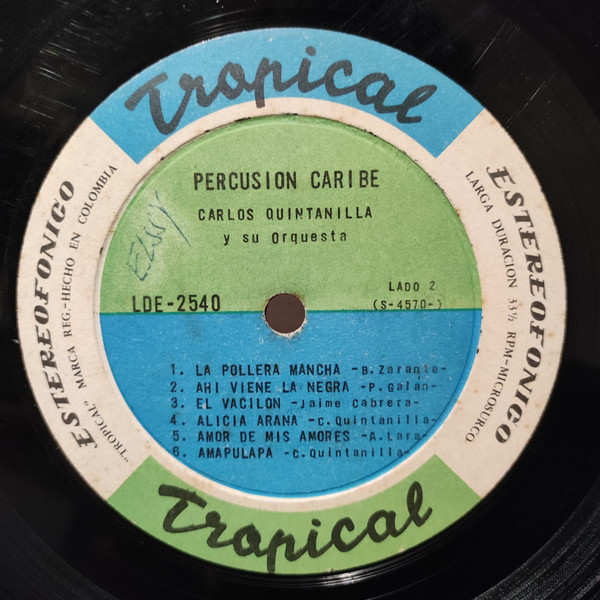 Tropical
PERCUSION CARIBE
CARLOS QUINTANILLA
y su Orquesta
LADO 2
LDE-2540
(S-4570-)
1. LA POLLERA MANCHA -B.Zarante-
2. AHI VIENE LA NEGRA -P.Galán-
3. EL VACILON -Jaime Cabrera-
4. ALICIA ARANA -C.Quintanilla-
5. AMOR DE MIS AMORES -A.Lara-
6. AMAPULAPA -C.Quintanilla-
Tropical
ESTEREOFONICO
"TROPICAL" MARCA REG.-HECHO EN COLOMBIA
ESTEREOFONICO
LARGA DURACION 33⅓ RPM-MICROSURCO